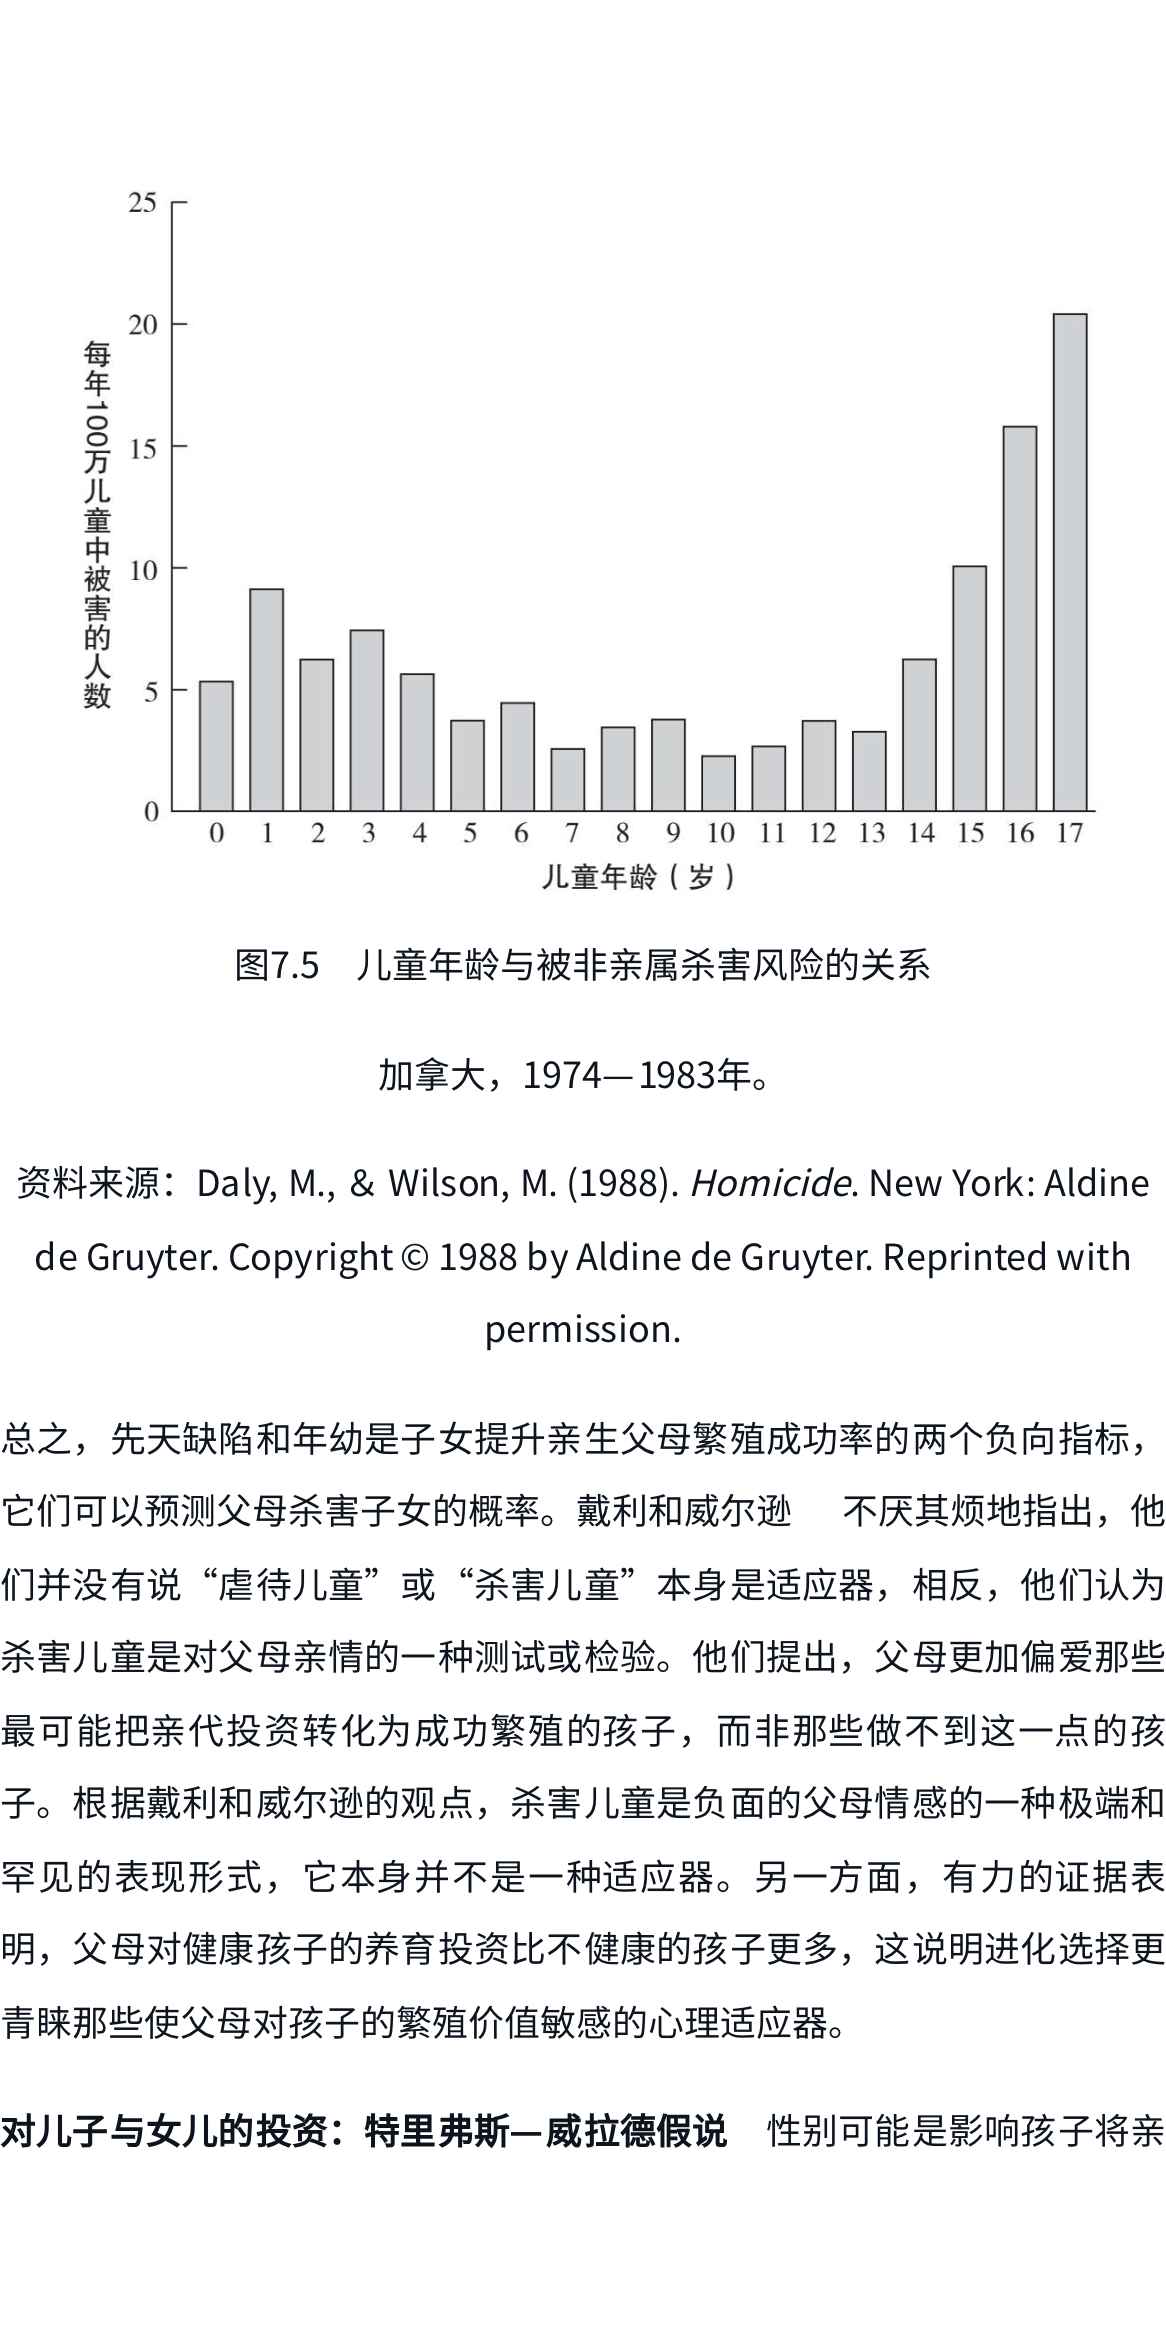 25
20
15
10
5
0
每年100万儿童中被害的人数
0 1 2 3 4 5 6 7 8 9 10 11 12 13 14 15 16 17
儿童年龄（岁）
图7.5　儿童年龄与被非亲属杀害风险的关系
加拿大，1974—1983年。
资料来源：Daly, M., & Wilson, M. (1988). Homicide. New York: Aldine
de Gruyter. Copyright © 1988 by Aldine de Gruyter. Reprinted with
permission.
总之，先天缺陷和年幼是子女提升亲生父母繁殖成功率的两个负向指标，
它们可以预测父母杀害子女的概率。戴利和威尔逊　不厌其烦地指出，他
们并没有说“虐待儿童”或“杀害儿童”本身是适应器，相反，他们认为
杀害儿童是对父母亲情的一种测试或检验。他们提出，父母更加偏爱那些
最可能把亲代投资转化为成功繁殖的孩子，而非那些做不到这一点的孩
子。根据戴利和威尔逊的观点，杀害儿童是负面的父母情感的一种极端和
罕见的表现形式，它本身并不是一种适应器。另一方面，有力的证据表
明，父母对健康孩子的养育投资比不健康的孩子更多，这说明进化选择更
青睐那些使父母对孩子的繁殖价值敏感的心理适应器。
对儿子与女儿的投资：特里弗斯—威拉德假说　性别可能是影响孩子将亲